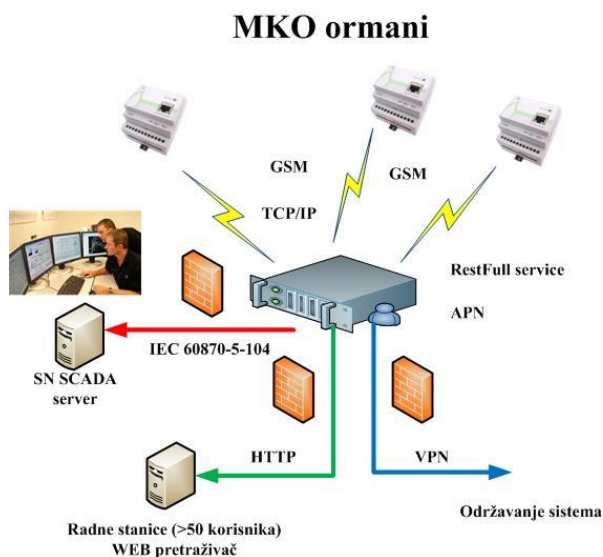 MKO ormani
GSM
GSM
TCP/IP
RestFull service
APN
IEC 60870-5-104
SN SCADA
server
HTTP
VPN
Održavanje sistema
Radne stanice (>50 korisnika)
WEB pretraživač